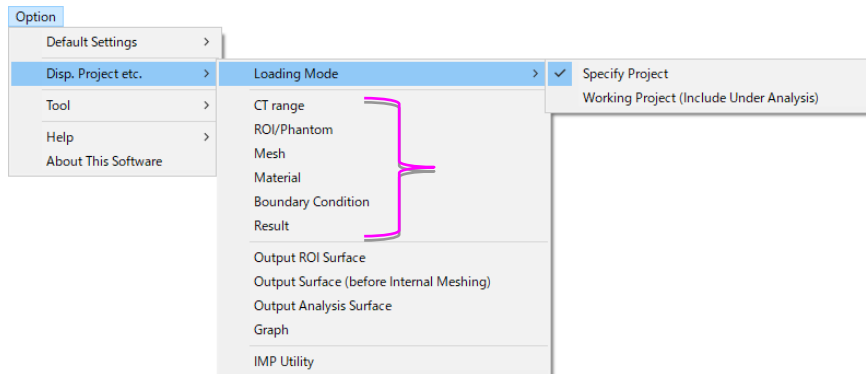 Option
Default Settings
Disp. Project etc.
Tool
Help
About This Software
Loading Mode
CT range
ROI/Phantom
Mesh
Material
Boundary Condition
Result
Output ROI Surface
Output Surface (before Internal Meshing)
Output Analysis Surface
Graph
IMP Utility
Specify Project
Working Project (Include Under Analysis)